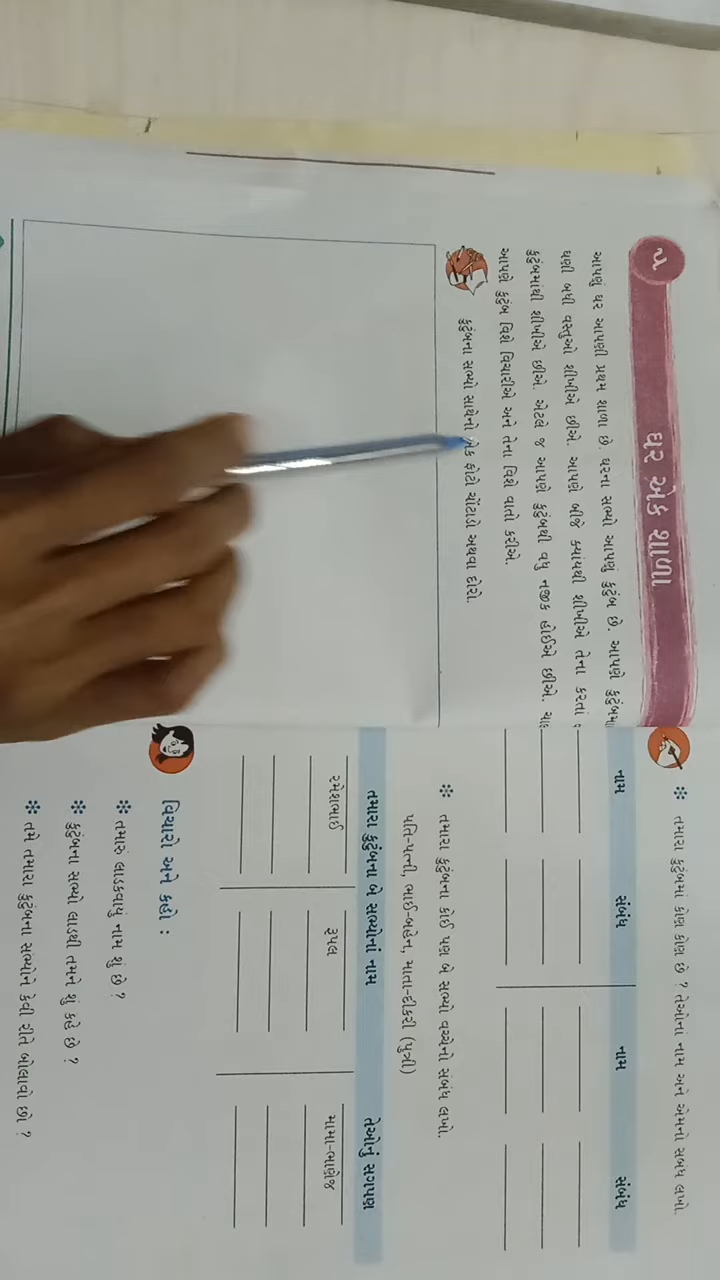 ૫
ઘર એક શાળા
આપણું ઘર આપણી પ્રથમ શાળા છે. ઘરના સભ્યો આપણું કુટુંબ છે. આપણે કુટુંબમાં
ઘણી બધી વસ્તુઓ શીખીએ છીએ. આપણે બીજે ક્યાંયથી શીખીએ તેના કરતાં
કુટુંબમાંથી શીખીએ છીએ. એટલે જ આપણે કુટુંબથી વધુ નજીક હોઈએ છીએ. ચાલ
આપણે કુટુંબ વિશે વિચારીએ અને તેના વિશે વાતો કરીએ.
કુટુંબના સભ્યો સાથેનો એક ફોટો ચોંટાડો અથવા દોરો.
❉ તમારા કુટુંબમાં કોણ કોણ છે ? તેઓનાં નામ અને એમનો સંબંધ લખો.
નામ સંબંધ નામ સંબંધ
❉ તમારા કુટુંબના કોઈ પણ બે સભ્યો વચ્ચેનો સંબંધ લખો.
પતિ-પત્ની, ભાઈ-બહેન, માતા-દીકરી (પુત્રી)
તમારા કુટુંબના બે સભ્યોનાં નામ તેઓનું સગપણ
રમેશભાઈ રૂપલ મામા-ભાણેજ
વિચારો અને કહો :
❉ તમારું લાડકવાયું નામ શું છે ?
❉ કુટુંબના સભ્યો લાડથી તમને શું કહે છે ?
❉ તમે તમારા કુટુંબના સભ્યોને કેવી રીતે બોલાવો છો ?